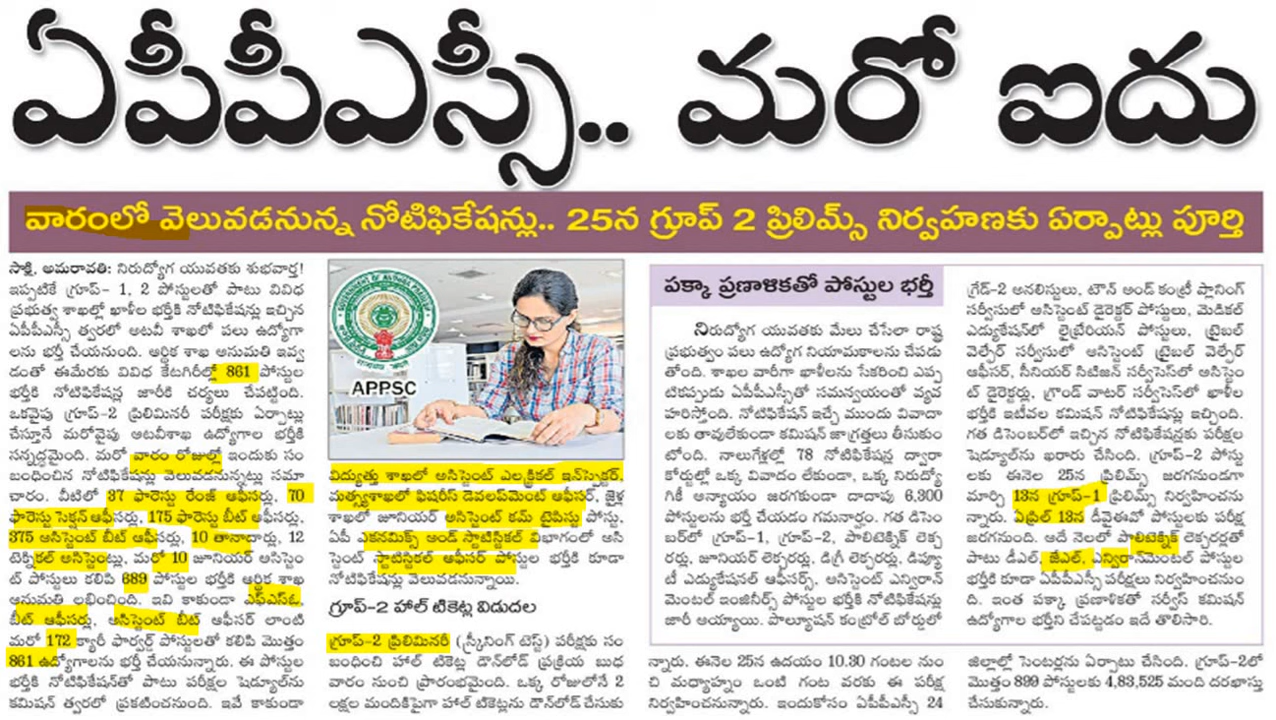 ఏపీపీఎస్సీ.. మరో ఐదు
వారంలో వెలువడనున్న నోటిఫికేషన్లు.. 25న గ్రూప్ 2 ప్రిలిమ్స్ నిర్వహణకు ఏర్పాట్లు పూర్తి
సాక్షి, అమరావతి: నిరుద్యోగ యువతకు శుభవార్త!
ఇప్పటికే గ్రూప్- 1, 2 పోస్టులతో పాటు వివిధ
ప్రభుత్వ శాఖల్లో ఖాళీల భర్తీకి నోటిఫికేషన్లు ఇచ్చిన
ఏపీపీఎస్సీ త్వరలో అటవీ శాఖలో పలు ఉద్యోగా
లను భర్తీ చేయనుంది. ఆర్థిక శాఖ అనుమతి ఇవ్వ
డంతో ఈమేరకు వివిధ కేటగిరీల్లో 861 పోస్టుల
భర్తీకి నోటిఫికేషన్ల జారీకి చర్యలు చేపట్టింది.
ఒకవైపు గ్రూప్-2 ప్రిలిమినరీ పరీక్షకు ఏర్పాట్లు
చేస్తూనే మరోవైపు అటవీశాఖ ఉద్యోగాల భర్తీకి
సన్నద్ధమైంది. మరో వారం రోజుల్లో ఇందుకు సం
బంధించిన నోటిఫికేషన్లు వెలువడనున్నట్లు సమా
చారం. వీటిలో 37 ఫారెస్టు రేంజ్ ఆఫీసర్లు, 70
ఫారెస్టు సెక్షన్ ఆఫీసర్లు, 175 ఫారెస్టు బీట్ ఆఫీసర్లు,
375 అసిస్టెంట్ బీట్ ఆఫీసర్లు, 10 తానాదార్లు, 12
టెక్నికల్ అసిస్టెంట్లు, మరో 10 జూనియర్ అసిస్టెం
ట్ పోస్టులు కలిపి 689 పోస్టుల భర్తీకి ఆర్థిక శాఖ
అనుమతి లభించింది. ఇవి కాకుండా ఎఫ్ఎస్ఓ,
బీట్ ఆఫీసర్లు, అసిస్టెంట్ బీట్ ఆఫీసర్ లాంటి
మరో 172 క్యారీ ఫార్వర్డ్ పోస్టులతో కలిపి మొత్తం
861 ఉద్యోగాలను భర్తీ చేయనున్నారు. ఈ పోస్టుల
భర్తీకి నోటిఫికేషన్‌తో పాటు పరీక్షల షెడ్యూల్‌ను
కమిషన్ త్వరలో ప్రకటించనుంది. ఇవే కాకుండా
APPSC
విద్యుత్తు శాఖలో అసిస్టెంట్ ఎలక్ట్రికల్ ఇన్‌స్పెక్టర్,
మత్స్యశాఖలో ఫిషరీస్ డెవలప్‌మెంట్ ఆఫీసర్, జైళ్ల
శాఖలో జూనియర్ అసిస్టెంట్ కమ్ టైపిస్టు పోస్టు,
ఏపీ ఎకనమిక్స్ అండ్ స్టాటిస్టికల్ విభాగంలో అసి
స్టెంట్ స్టాటిస్టికల్ ఆఫీసర్ పోస్టుల భర్తీకి కూడా
నోటిఫికేషన్లు వెలువడనున్నాయి.
గ్రూప్-2 హాల్ టికెట్ల విడుదల
గ్రూప్-2 ప్రిలిమినరీ (స్క్రీనింగ్ టెస్ట్) పరీక్షకు సం
బంధించి హాల్ టికెట్ల డౌన్‌లోడ్ ప్రక్రియ బుధ
వారం నుంచి ప్రారంభమైంది. ఒక్క రోజులోనే 2
లక్షల మందికిపైగా హాల్ టికెట్లను డౌన్‌లోడ్ చేసుకు
పక్కా ప్రణాళికతో పోస్టుల భర్తీ
నిరుద్యోగ యువతకు మేలు చేసేలా రాష్ట్ర
ప్రభుత్వం పలు ఉద్యోగ నియామకాలను చేపడు
తోంది. శాఖల వారీగా ఖాళీలను సేకరించి ఎప్ప
టికప్పుడు ఏపీపీఎస్సీతో సమన్వయంతో వ్యవ
హరిస్తోంది. నోటిఫికేషన్ ఇచ్చే ముందు వివాదా
లకు తావులేకుండా కమిషన్ జాగ్రత్తలు తీసుకుం
టోంది. నాలుగేళ్లలో 78 నోటిఫికేషన్ల ద్వారా
కోర్టుల్లో ఒక్క వివాదం లేకుండా, ఒక్క నిరుద్యో
గికీ అన్యాయం జరగకుండా దాదాపు 6,300
పోస్టులను భర్తీ చేయడం గమనార్హం. గత డిసెం
బర్‌లో గ్రూప్-1, గ్రూప్-2, పాలిటెక్నిక్ లెక్చ
రర్లు, జూనియర్ లెక్చరర్లు, డిగ్రీ లెక్చరర్లు, డెప్యూ
టీ ఎడ్యుకేషనల్ ఆఫీసర్స్, అసిస్టెంట్ ఎన్విరాన్
మెంటల్ ఇంజినీర్స్ పోస్టుల భర్తీకి నోటిఫికేషన్లు
జారీ అయ్యాయి. పొల్యూషన్ కంట్రోల్ బోర్డులో
గ్రేడ్-2 అనలిస్టులు, టౌన్ అండ్ కంట్రీ ప్లానింగ్
సర్వీసులో అసిస్టెంట్ డైరెక్టర్ పోస్టులు, మెడికల్
ఎడ్యుకేషన్‌లో లైబ్రేరియన్ పోస్టులు, ట్రైబల్
వెల్ఫేర్ సర్వీసులో అసిస్టెంట్ ట్రైబల్ వెల్ఫేర్
ఆఫీసర్, సీనియర్ సిటిజన్ సర్వీసెస్‌లో అసిస్టెం
ట్ డైరెక్టర్లు, గ్రౌండ్ వాటర్ సర్వీసెస్‌లో ఖాళీల
భర్తీకి ఇటీవల కమిషన్ నోటిఫికేషన్లు ఇచ్చింది.
గత డిసెంబర్‌లో ఇచ్చిన నోటిఫికేషన్లకు పరీక్షల
షెడ్యూల్‌ను ఖరారు చేసింది. గ్రూప్-2 పోస్టు
లకు ఈనెల 25న ప్రిలిమ్స్ జరగనుండగా
మార్చి 13న గ్రూప్-1 ప్రిలిమ్స్ నిర్వహించను
న్నారు. ఏప్రిల్ 13న డీవైఈవో పోస్టులకు పరీక్ష
జరగనుంది. అదే నెలలో పాలిటెక్నిక్ లెక్చరర్లతో
పాటు డీఎల్, జేఎల్, ఎన్విరాన్‌మెంటల్ పోస్టుల
భర్తీకి కూడా ఏపీపీఎస్సీ పరీక్షలు నిర్వహించనుం
ది. ఇంత పక్కా ప్రణాళికతో సర్వీస్ కమిషన్
ఉద్యోగాల భర్తీని చేపట్టడం ఇదే తొలిసారి.
న్నారు. ఈనెల 25న ఉదయం 10.30 గంటల నుం
చి మధ్యాహ్నం ఒంటి గంట వరకు ఈ పరీక్ష
నిర్వహించనున్నారు. ఇందుకోసం ఏపీపీఎస్సీ 24
జిల్లాల్లో సెంటర్లను ఏర్పాటు చేసింది. గ్రూప్-2లో
మొత్తం 899 పోస్టులకు 4,83,525 మంది దరఖాస్తు
చేసుకున్నారు.